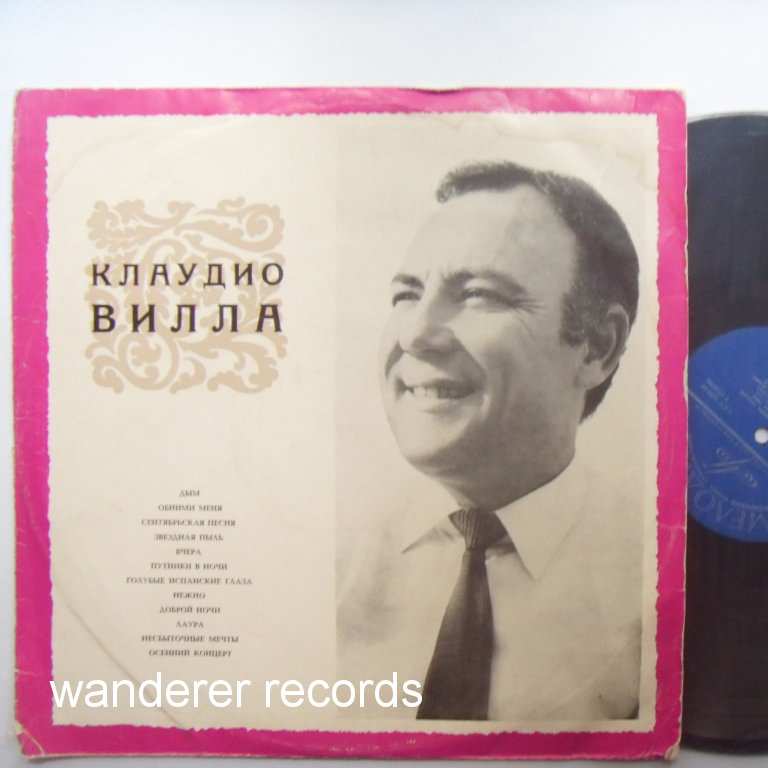 КЛАУДИО
ВИЛЛА
ДЫМ
ОБНИМИ МЕНЯ
СЕНТЯБРЬСКАЯ ПЕСНЯ
ЗВЕЗДНАЯ ПЫЛЬ
ВЧЕРА
ПУТНИКИ В НОЧИ
ГОЛУБЫЕ ИСПАНСКИЕ ГЛАЗА
НЕЖНО
ДОБРОЙ НОЧИ
ЛАУРА
НЕСБЫТОЧНЫЕ МЕЧТЫ
ОСЕННИЙ КОНЦЕРТ
wanderer records